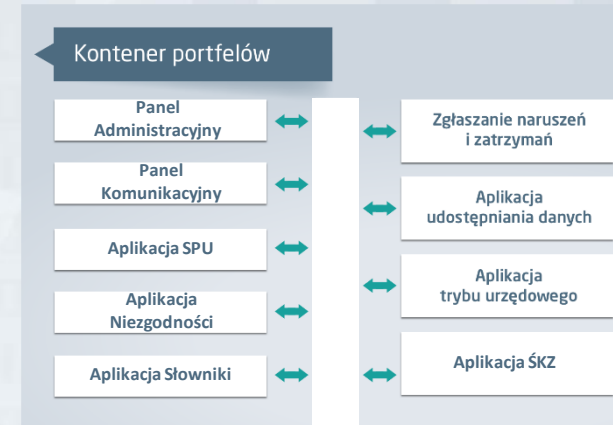 Kontener portfelów
Panel
Administracyjny
Panel
Komunikacyjny
Aplikacja SPU
Aplikacja
Niezgodności
Aplikacja Słowniki
Zgłaszanie naruszeń
i zatrzymań
Aplikacja
udostępniania danych
Aplikacja
trybu urzędowego
Aplikacja ŚKZ